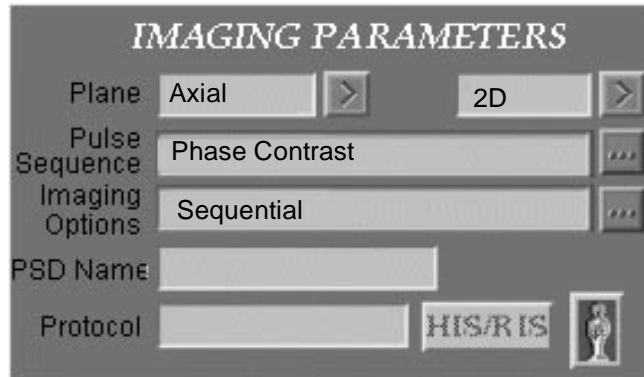 IMAGING PARAMETERS
Plane Axial > 2D >
Pulse
Sequence Phase Contrast ...
Imaging
Options Sequential ...
PSD Name
Protocol HIS/RIS